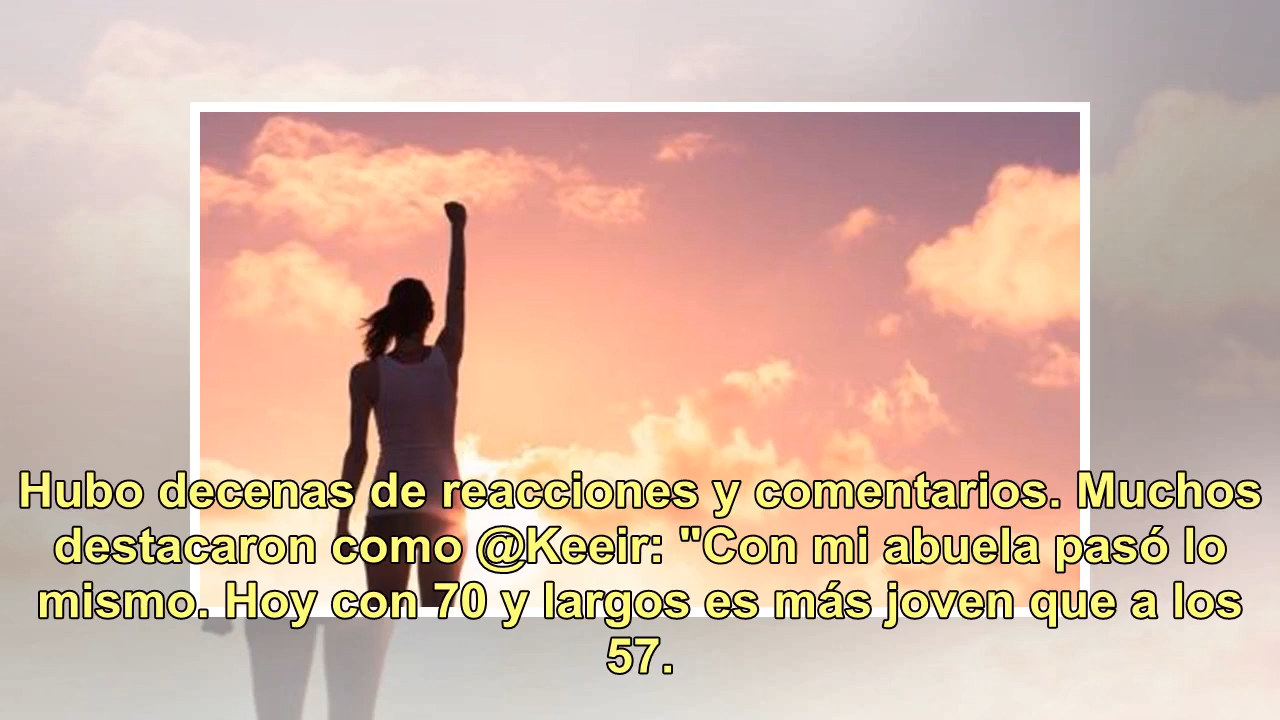 Hubo decenas de reacciones y comentarios. Muchos
destacaron como @Keeir: "Con mi abuela pasó lo
mismo. Hoy con 70 y largos es más joven que a los
57.